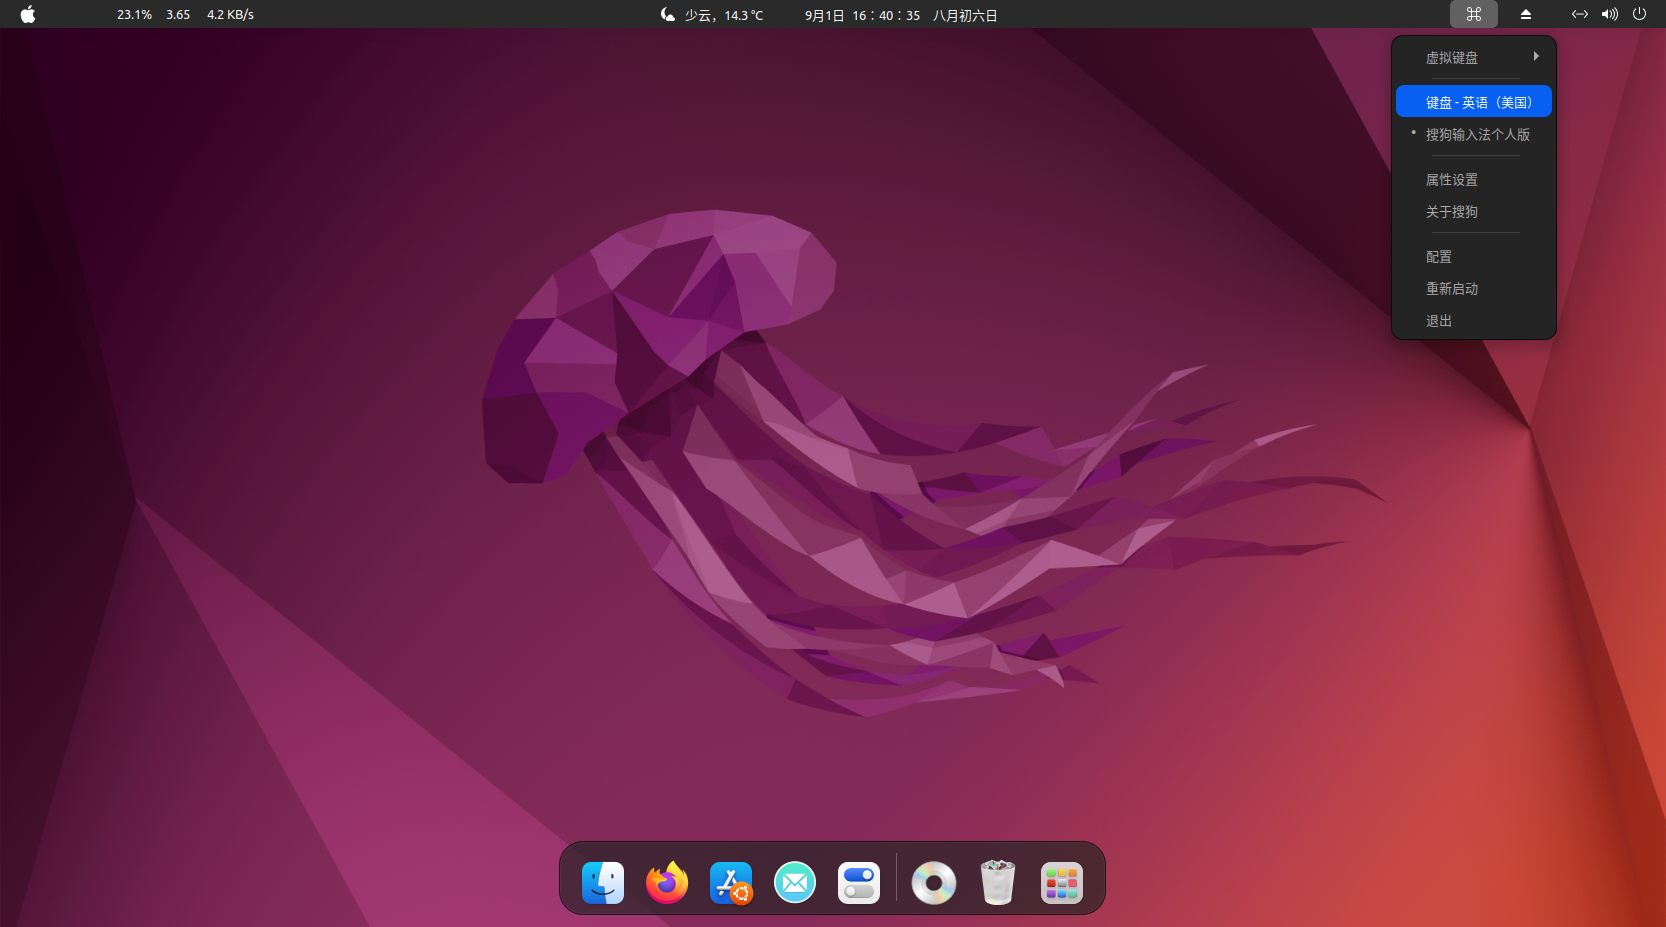 23.1% 3.65 4.2 KB/s 少云，14.3 °C 9月1日 16：40：35 八月初六日
虚拟键盘
键盘 - 英语（美国）
搜狗输入法个人版
属性设置
关于搜狗
配置
重新启动
退出